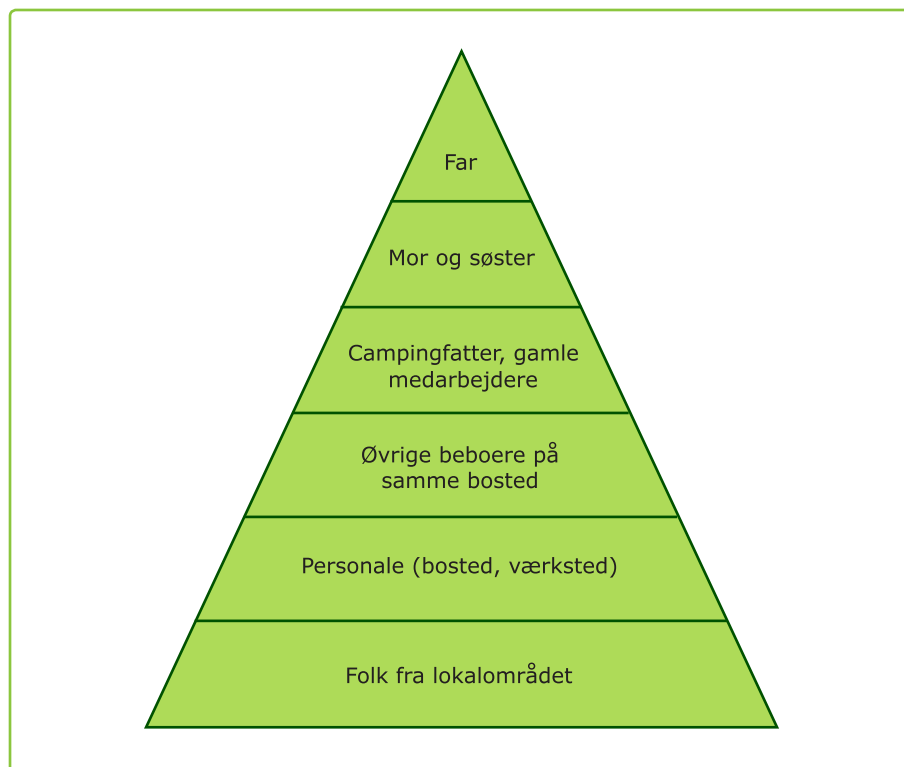 Far
Mor og søster
Campingfatter, gamle
medarbejdere
Øvrige beboere på
samme bosted
Personale (bosted, værksted)
Folk fra lokalområdet